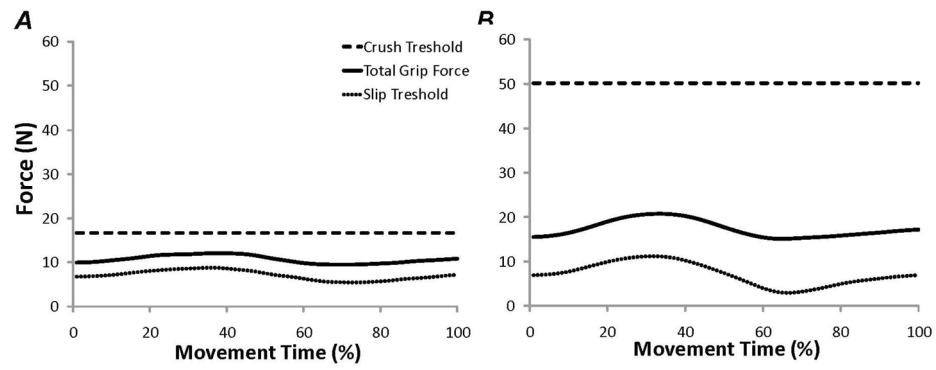 A
60
50
40
30
20
10
0
Force (N)
Crush Treshold
Total Grip Force
Slip Treshold
0 20 40 60 80 100
Movement Time (%)
B
60
50
40
30
20
10
0
0 20 40 60 80 100
Movement Time (%)